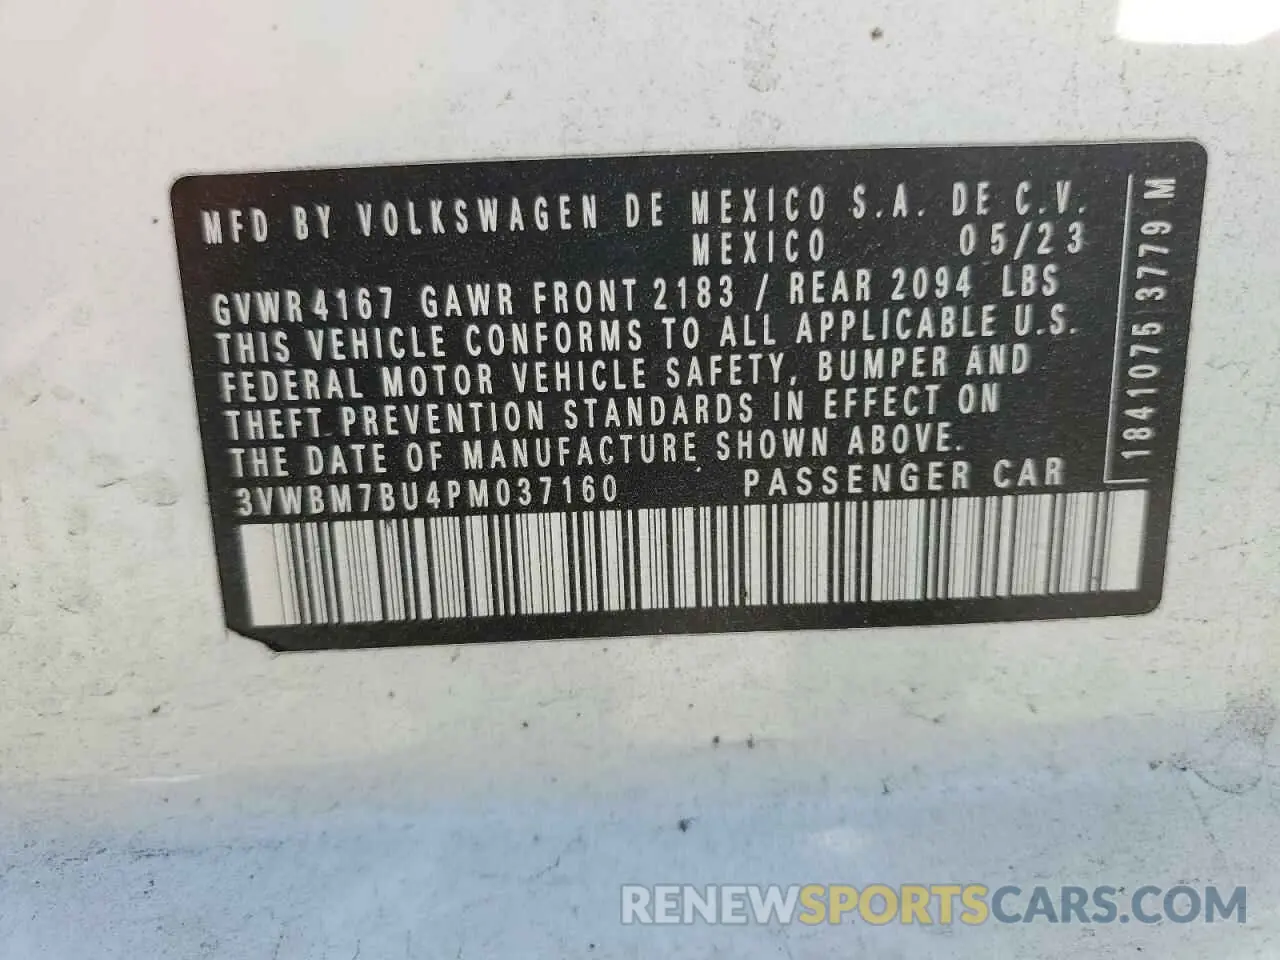 MFD BY VOLKSWAGEN DE MEXICO S.A. DE C.V.
MEXICO 05/23
GVWR 4167 GAWR FRONT 2183 / REAR 2094 LBS
THIS VEHICLE CONFORMS TO ALL APPLICABLE U.S.
FEDERAL MOTOR VEHICLE SAFETY, BUMPER AND
THEFT PREVENTION STANDARDS IN EFFECT ON
THE DATE OF MANUFACTURE SHOWN ABOVE.
3VWBM7BU4PM037160 PASSENGER CAR
1841075 3779 M
RENEWSPORTSCARS.COM